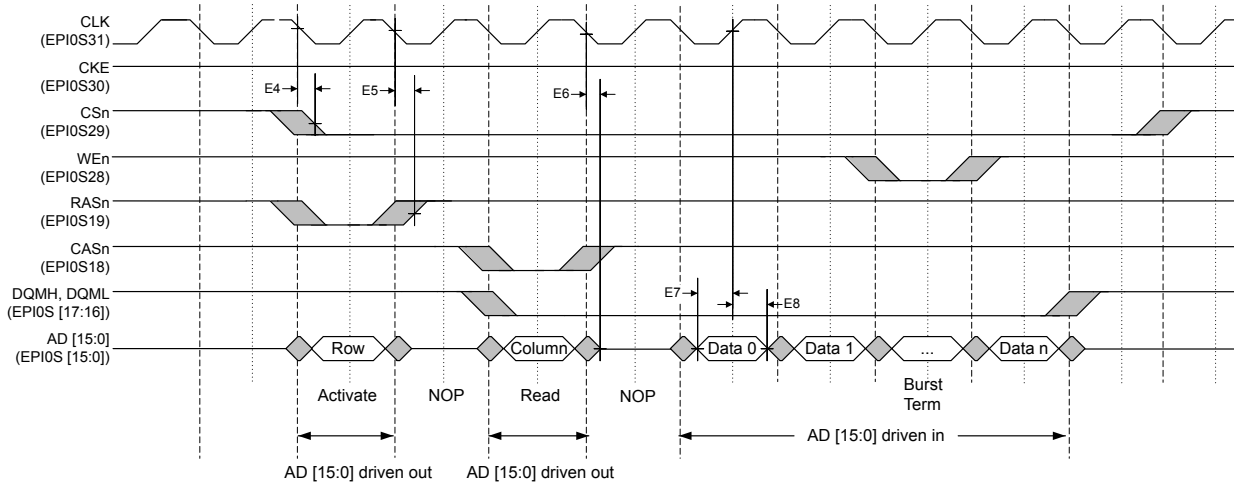 CLK
(EPI0S31)
CKE
(EPI0S30)
E4
E5
E6
CSn
(EPI0S29)
WEn
(EPI0S28)
RASn
(EPI0S19)
CASn
(EPI0S18)
DQMH, DQML
(EPI0S [17:16])
E7
E8
AD [15:0]
(EPI0S [15:0])
Row
Column
Data 0
Data 1
...
Data n
Activate
NOP
Read
NOP
Burst
Term
AD [15:0] driven in
AD [15:0] driven out
AD [15:0] driven out